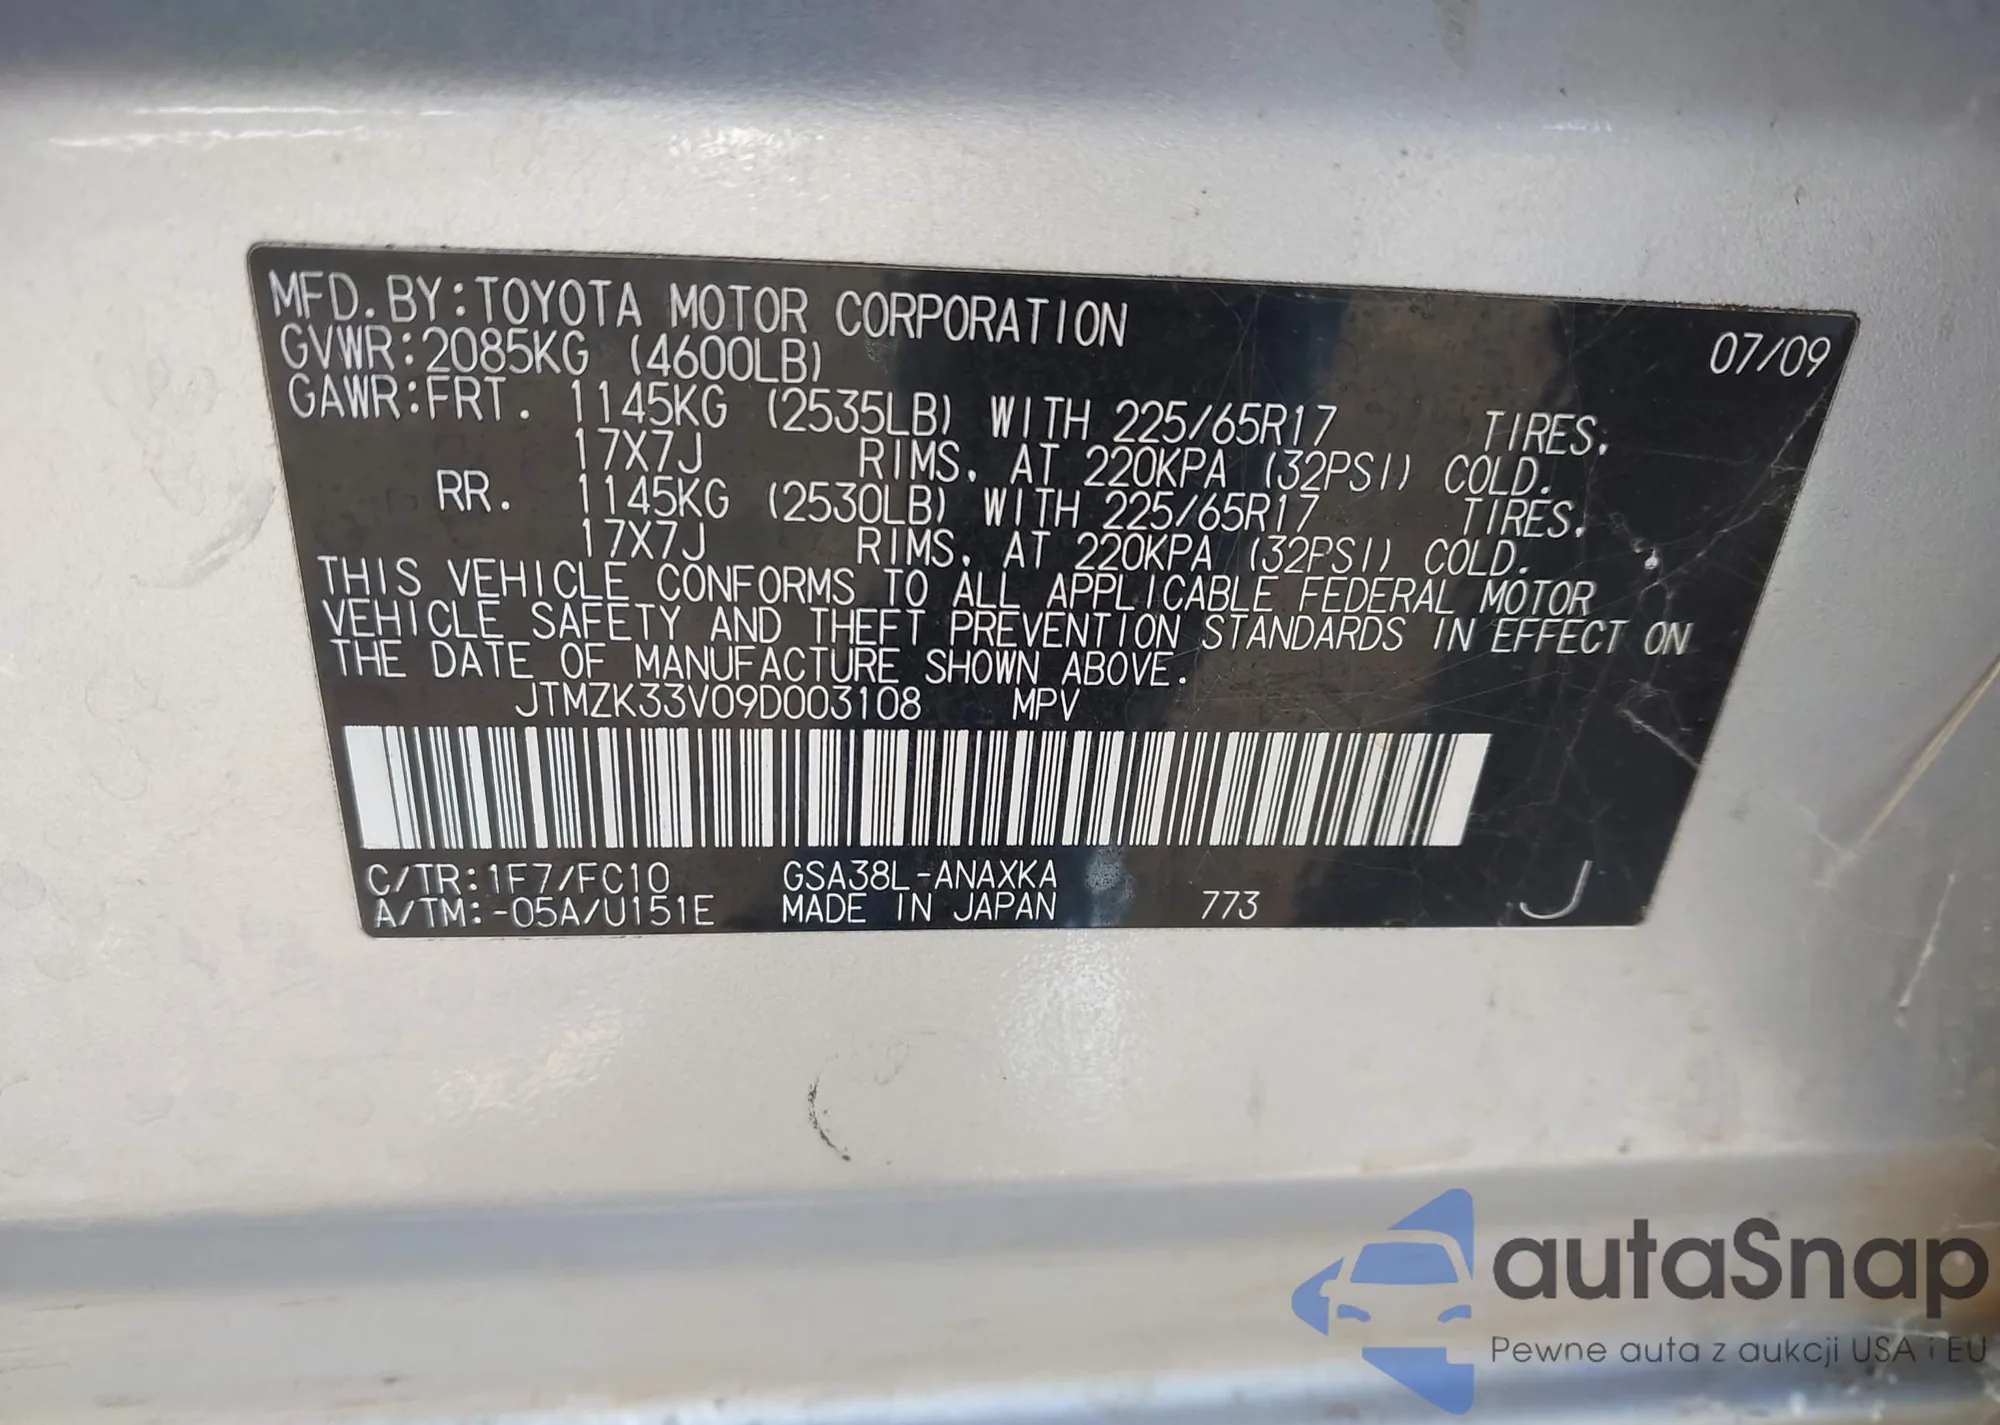 MFD. BY:TOYOTA MOTOR CORPORATION 07/09
GVWR:2085KG (4600LB)
GAWR:FRT. 1145KG (2535LB) WITH 225/65R17 TIRES,
17X7J RIMS, AT 220KPA (32PSI) COLD.
RR. 1145KG (2530LB) WITH 225/65R17 TIRES,
17X7J RIMS, AT 220KPA (32PSI) COLD.
THIS VEHICLE CONFORMS TO ALL APPLICABLE FEDERAL MOTOR
VEHICLE SAFETY AND THEFT PREVENTION STANDARDS IN EFFECT ON
THE DATE OF MANUFACTURE SHOWN ABOVE.
JTMZK33V09D003108 MPV
C/TR:1F7/FC10 GSA38L-ANAXKA
A/TM:-05A/U151E MADE IN JAPAN 773 J
autaSnap
Pewne auta z aukcji USA i EU